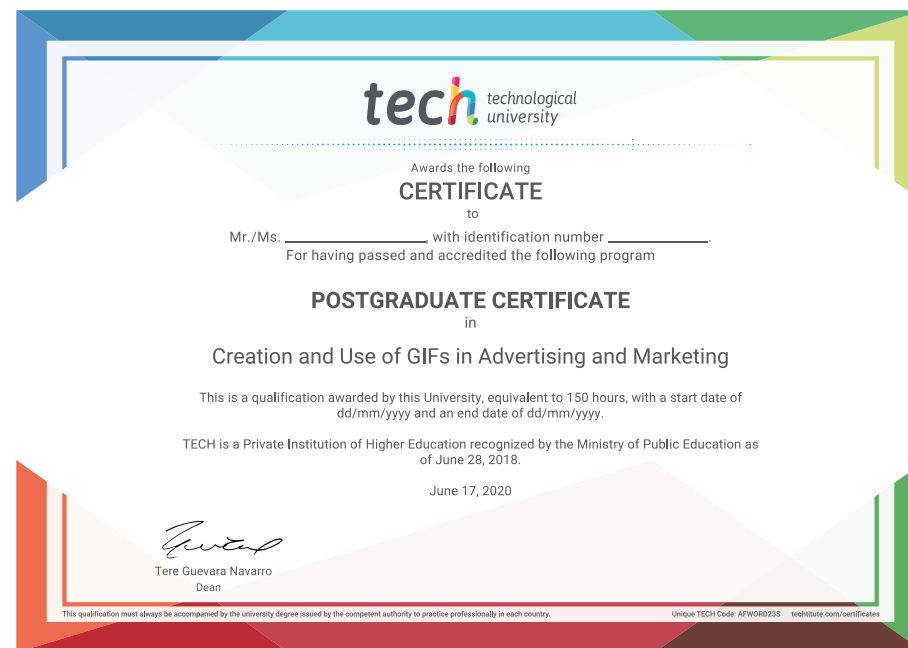 tech technological
university
Awards the following
CERTIFICATE
to
Mr./Ms. ____________, with identification number ____________.
For having passed and accredited the following program
POSTGRADUATE CERTIFICATE
in
Creation and Use of GIFs in Advertising and Marketing
This is a qualification awarded by this University, equivalent to 150 hours, with a start date of
dd/mm/yyyy and an end date of dd/mm/yyyy.
TECH is a Private Institution of Higher Education recognized by the Ministry of Public Education as
of June 28, 2018.
June 17, 2020
Tere Guevara Navarro
Dean
This qualification must always be accompanied by the university degree issued by the competent authority to practice professionally in each country. Unique TECH Code: AFWORD23S techtitute.com/certificates